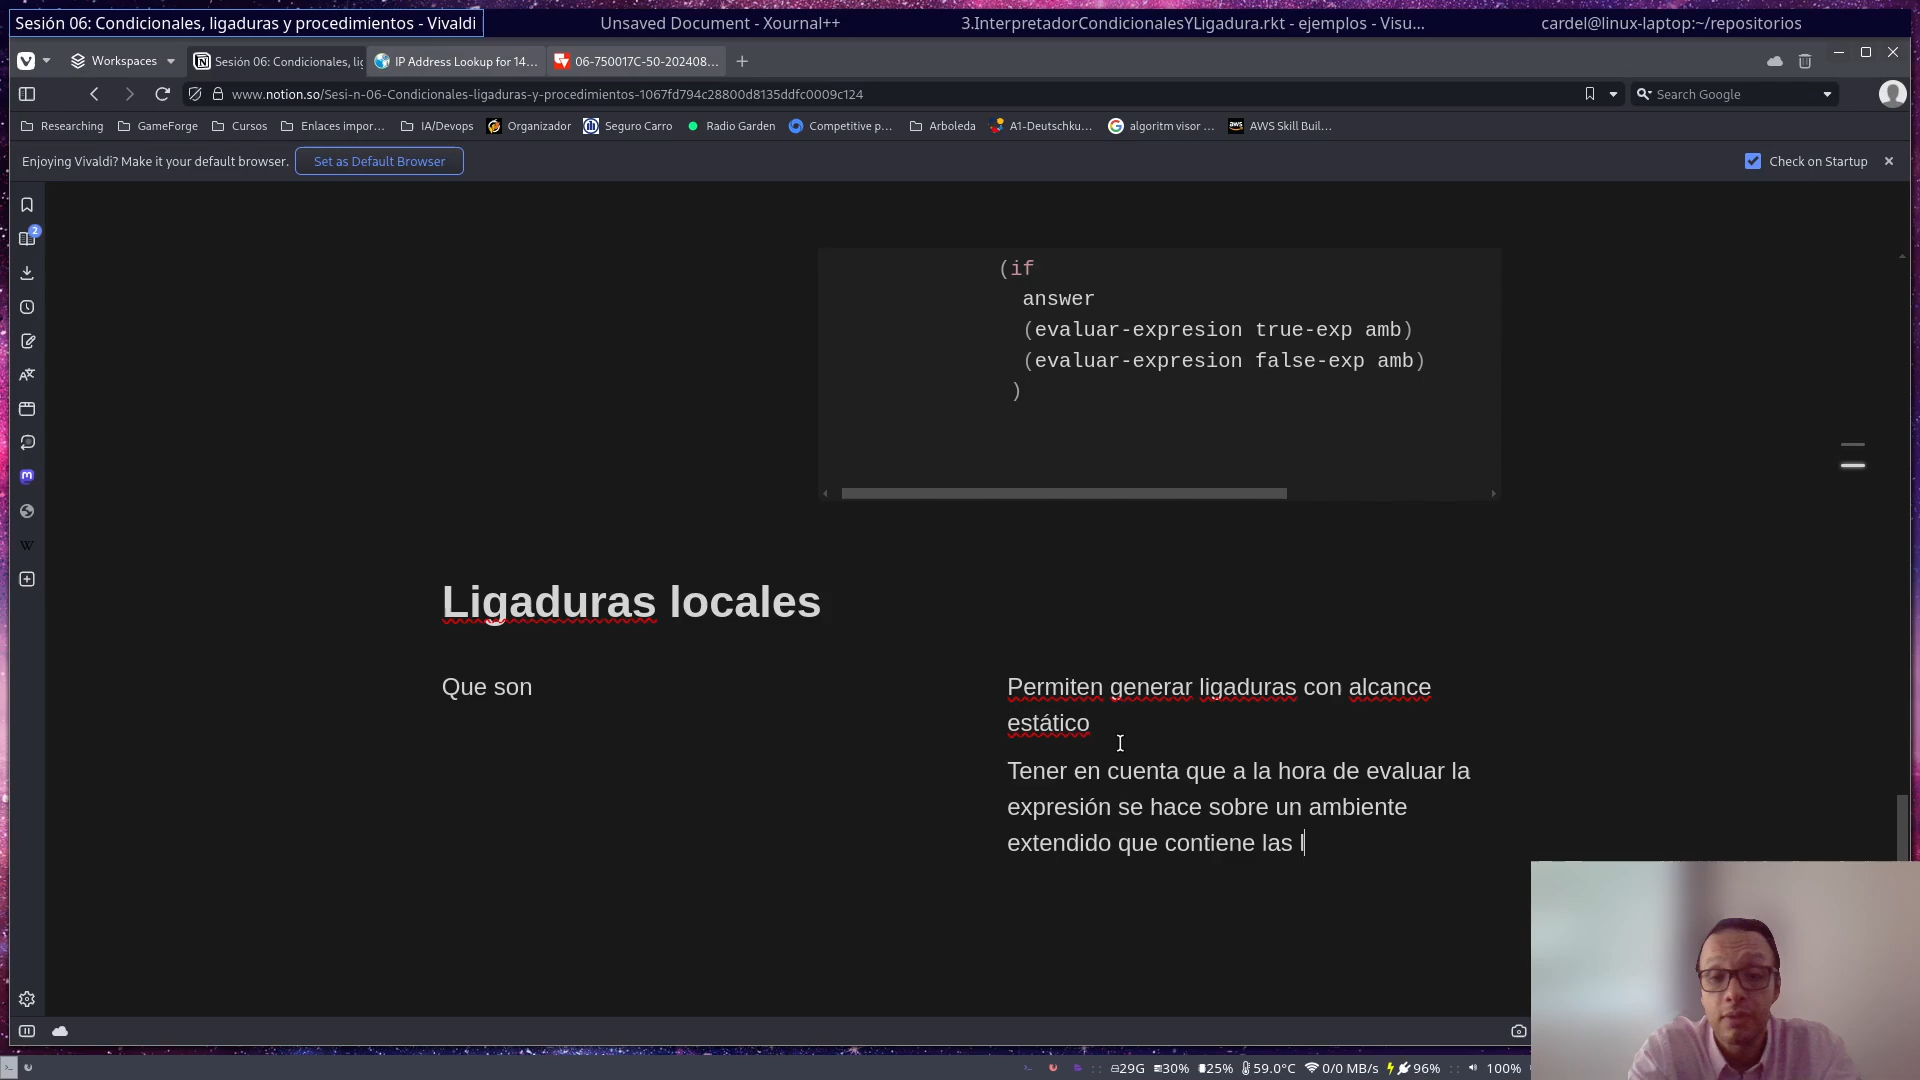 Sesión 06: Condicionales, ligaduras y procedimientos - Vivaldi
Unsaved Document - Xournal++
3.InterpretadorCondicionalesYLigadura.rkt - ejemplos - Visu...
cardel@linux-laptop:~/repositorios
Workspaces
Sesión 06: Condicionales, lig
IP Address Lookup for 14...
06-750017C-50-202408...
www.notion.so/Sesi-n-06-Condicionales-ligaduras-y-procedimientos-1067fd794c28800d8135ddfc0009c124
Search Google
Researching
GameForge
Cursos
Enlaces impor...
IA/Devops
Organizador
Seguro Carro
Radio Garden
Competitive p...
Arboleda
A1-Deutschku...
algoritm visor ...
AWS Skill Buil...
Enjoying Vivaldi? Make it your default browser.
Set as Default Browser
Check on Startup
2
(if
answer
(evaluar-expresion true-exp amb)
(evaluar-expresion false-exp amb)
)
Ligaduras locales
Que son
Permiten generar ligaduras con alcance
estático
Tener en cuenta que a la hora de evaluar la
expresión se hace sobre un ambiente
extendido que contiene las l
29G
30%
25%
59.0°C
0/0 MB/s
96%
100%